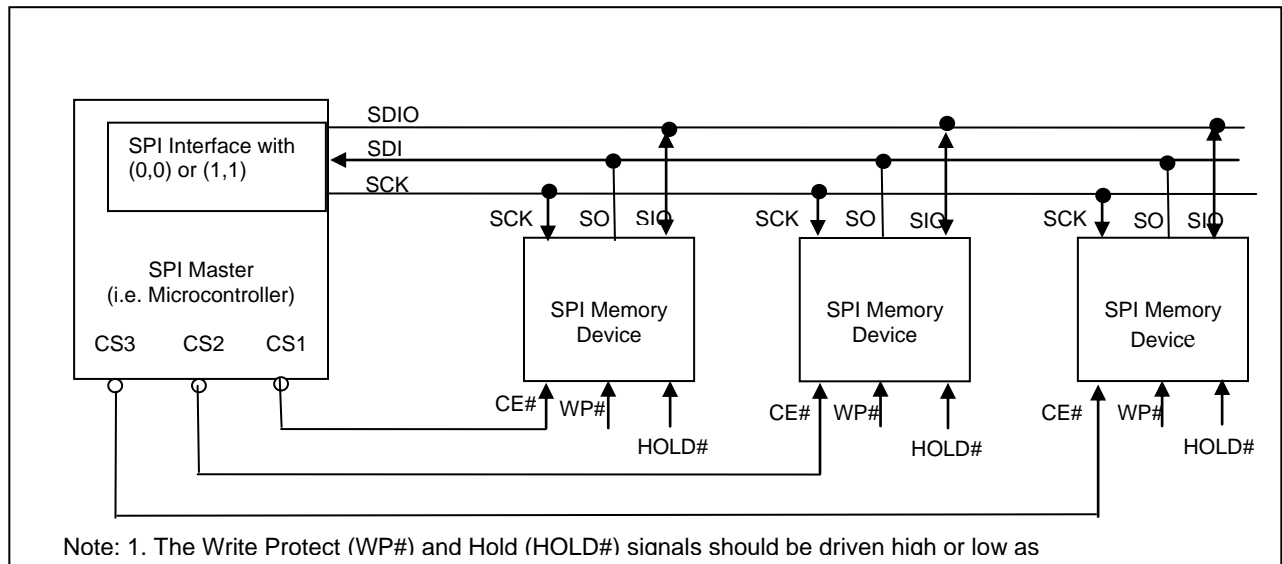 SDIO
SPI Interface with
(0,0) or (1,1)
SDI
SCK
SCK SO SIO SCK SO SIO SCK SO SIO
SPI Master
(i.e. Microcontroller)
SPI Memory
Device
SPI Memory
Device
SPI Memory
Device
CS3 CS2 CS1
CE# WP# HOLD# CE# WP# HOLD# CE# WP# HOLD#
Note: 1. The Write Protect (WP#) and Hold (HOLD#) signals should be driven high or low as